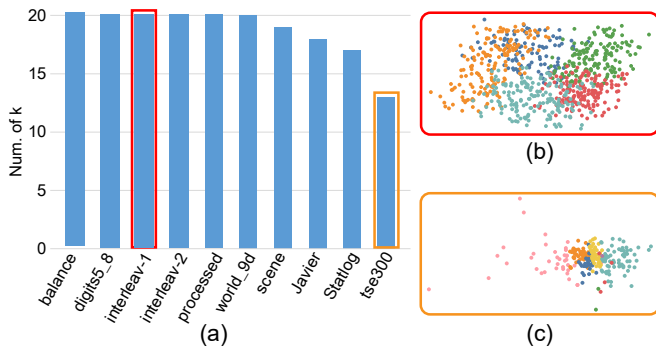 20
15
10
5
0
Num. of k
balance
digits5_8
interleav-1
interleav-2
processed
world_9d
scene
Javier
Statlog
tse300
(a)
(b)
(c)